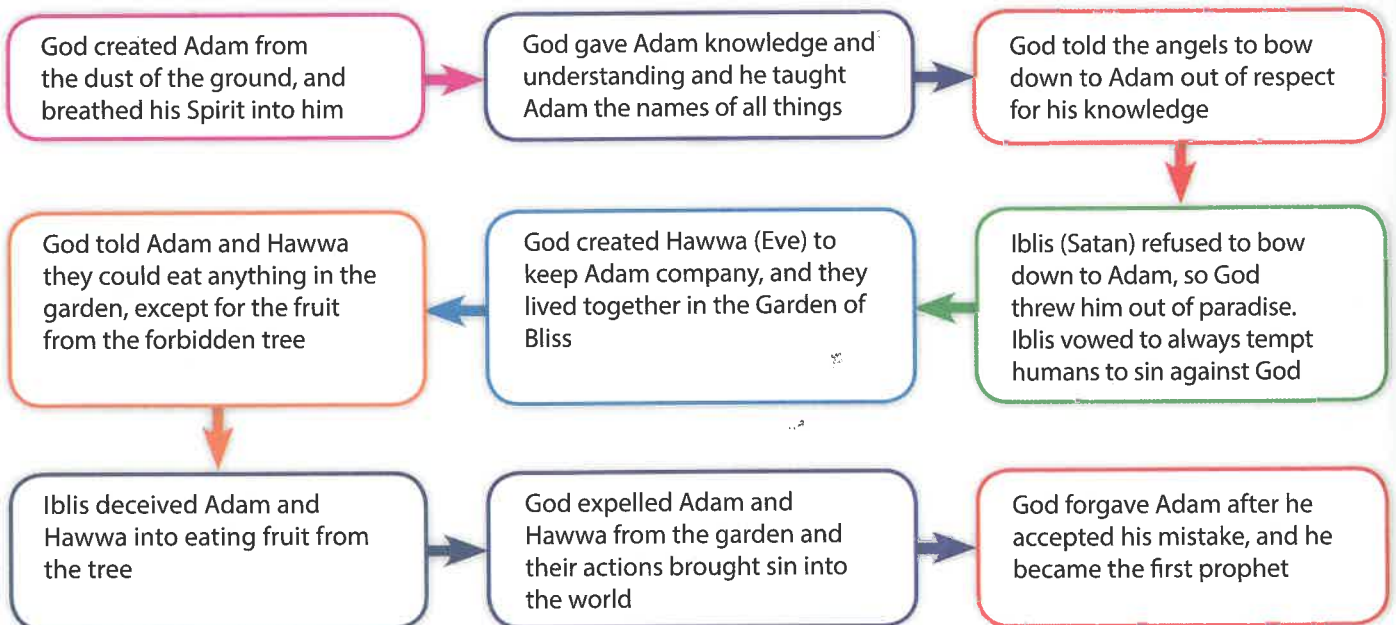 God created Adam from
the dust of the ground, and
breathed his Spirit into him
God gave Adam knowledge and
understanding and he taught
Adam the names of all things
God told the angels to bow
down to Adam out of respect
for his knowledge
Iblis (Satan) refused to bow
down to Adam, so God
threw him out of paradise.
Iblis vowed to always tempt
humans to sin against God
God created Hawwa (Eve) to
keep Adam company, and they
lived together in the Garden of
Bliss
God told Adam and Hawwa
they could eat anything in the
garden, except for the fruit
from the forbidden tree
Iblis deceived Adam and
Hawwa into eating fruit from
the tree
God expelled Adam and
Hawwa from the garden and
their actions brought sin into
the world
God forgave Adam after he
accepted his mistake, and he
became the first prophet